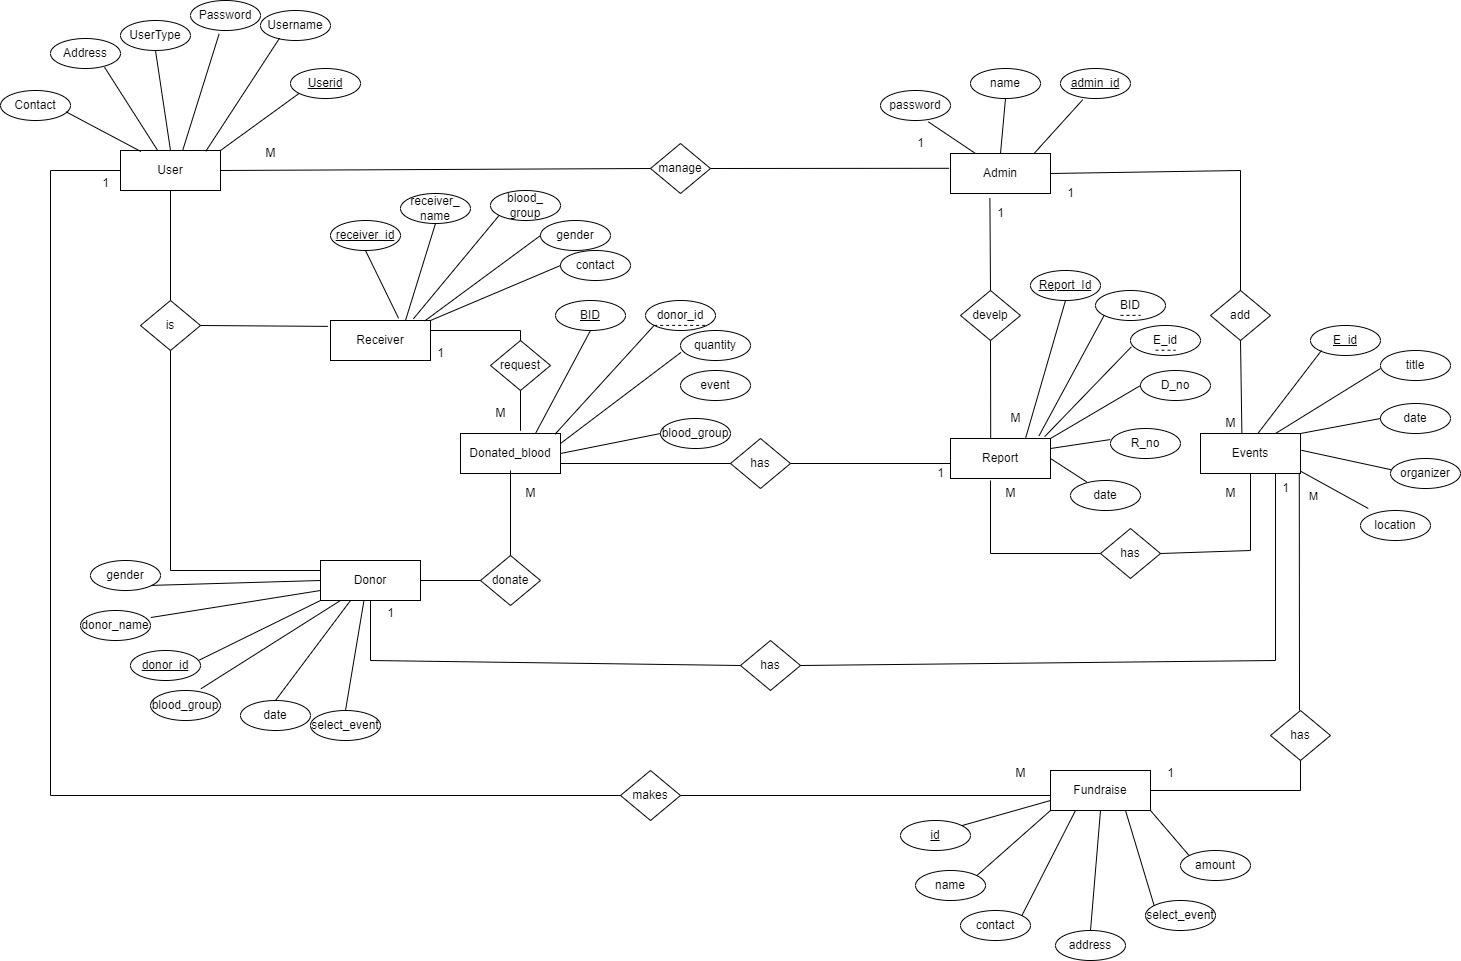 Password
Username
UserType
Address
Userid
Contact
User
M
1
manage
password
name
admin_id
1
Admin
1
1
receiver_id
receiver_
name
blood_
group
gender
contact
is
Receiver
1
request
M
BID
donor_id
quantity
event
blood_group
Donated_blood
M
has
1
develp
Report_Id
BID
E_id
D_no
R_no
date
M
Report
M
add
E_id
title
date
organizer
location
M
Events
M
1
M
has
gender
donor_name
donor_id
blood_group
date
select_event
Donor
1
donate
has
has
makes
M
1
Fundraise
id
name
contact
address
select_event
amount